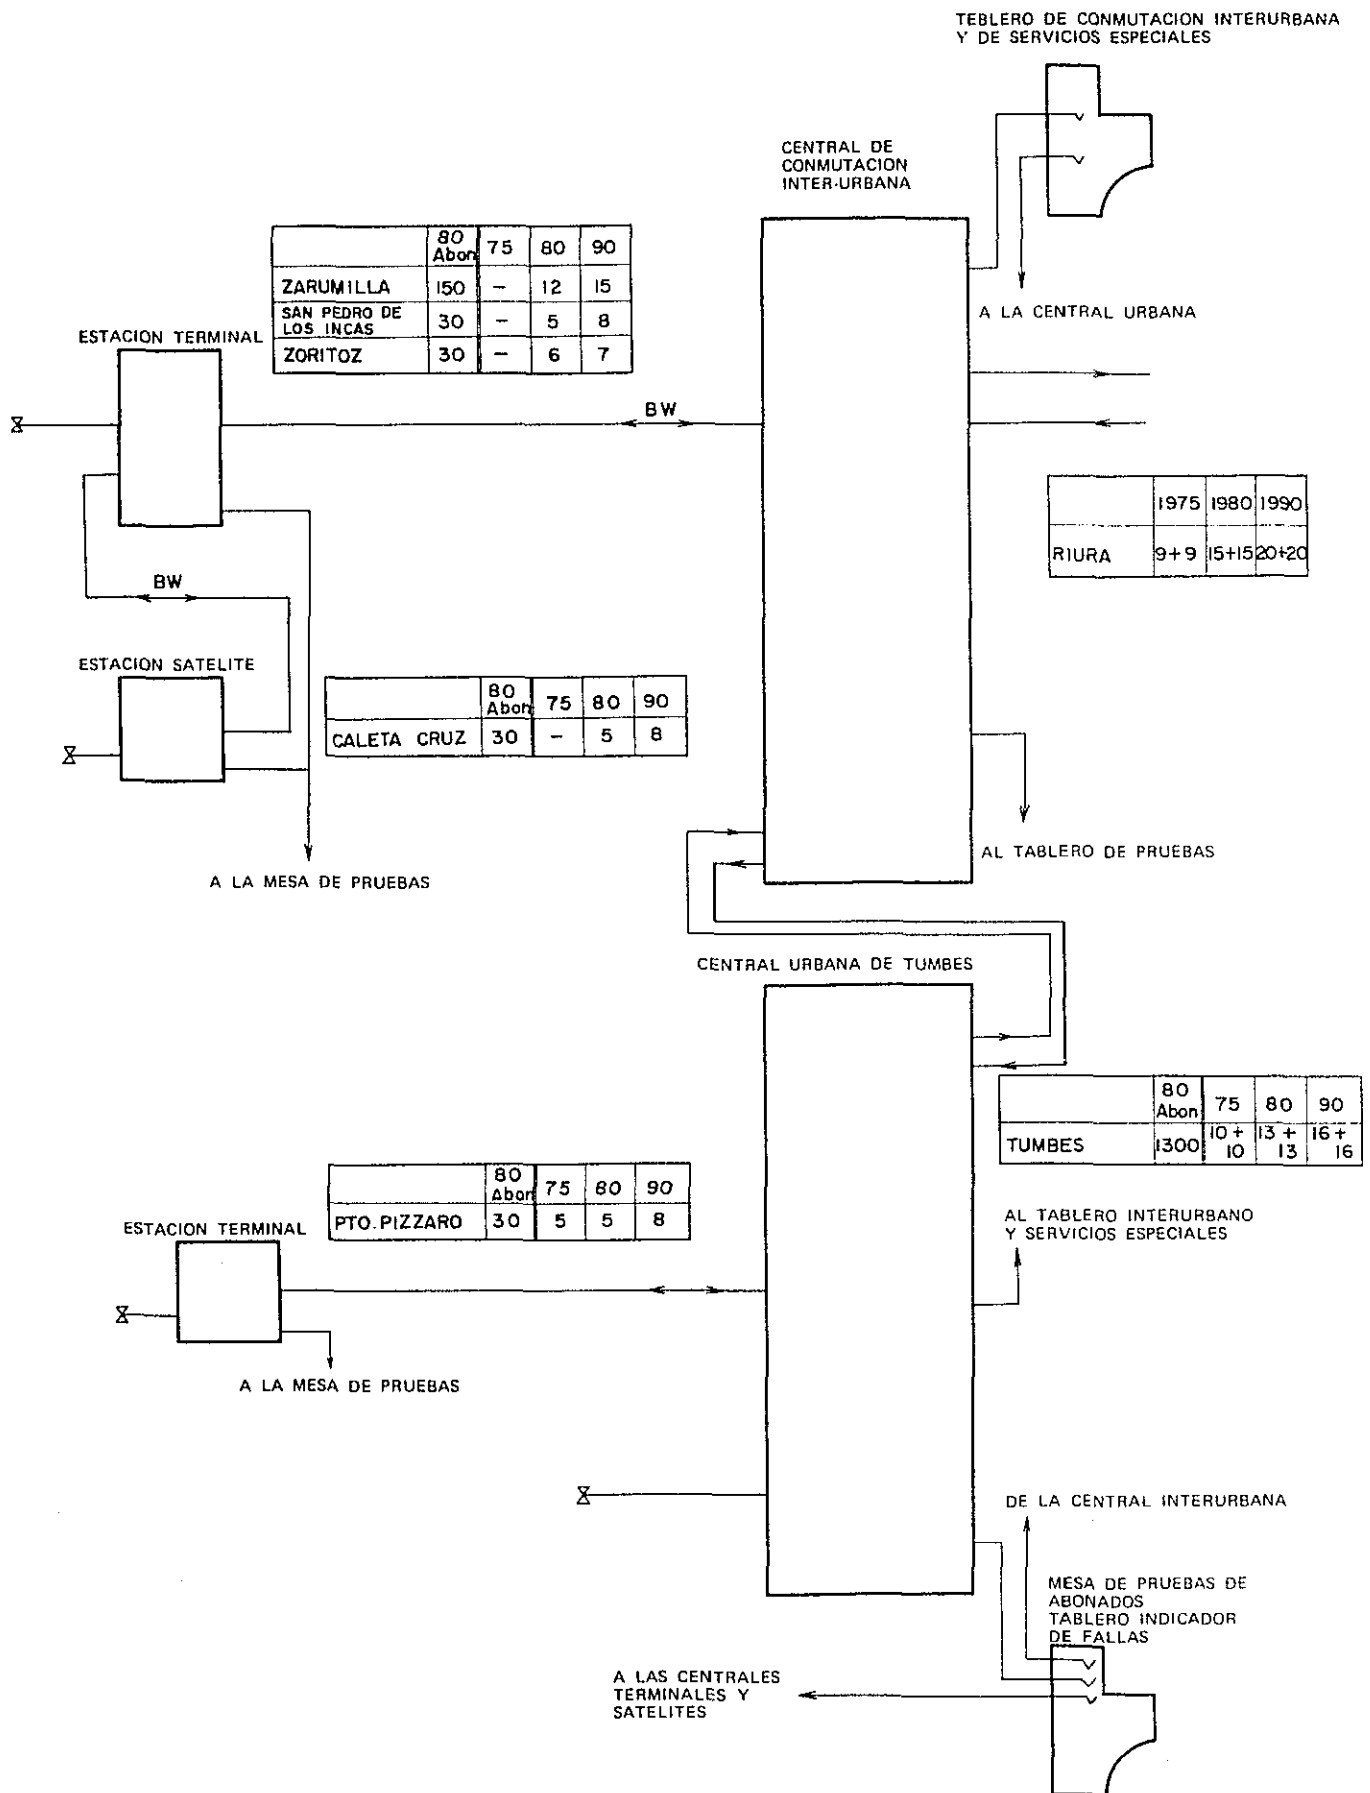 TEBLERO DE CONMUTACION INTERURBANA
Y DE SERVICIOS ESPECIALES
CENTRAL DE
CONMUTACION
INTER-URBANA
A LA CENTRAL URBANA
80 Abon 75 80 90
ZARUMILLA 150 - 12 15
SAN PEDRO DE LOS INCAS 30 - 5 8
ZORITOZ 30 - 6 7
ESTACION TERMINAL
BW
1975 1980 1990
RIURA 9+9 15+15 20+20
BW
ESTACION SATELITE
80 Abon 75 80 90
CALETA CRUZ 30 - 5 8
AL TABLERO DE PRUEBAS
A LA MESA DE PRUEBAS
CENTRAL URBANA DE TUMBES
80 Abon 75 80 90
TUMBES 1300 10+10 13+13 16+16
80 Abon 75 80 90
PTO. PIZZARO 30 5 5 8
ESTACION TERMINAL
AL TABLERO INTERURBANO
Y SERVICIOS ESPECIALES
A LA MESA DE PRUEBAS
DE LA CENTRAL INTERURBANA
MESA DE PRUEBAS DE
ABONADOS
TABLERO INDICADOR
DE FALLAS
A LAS CENTRALES
TERMINALES Y
SATELITES